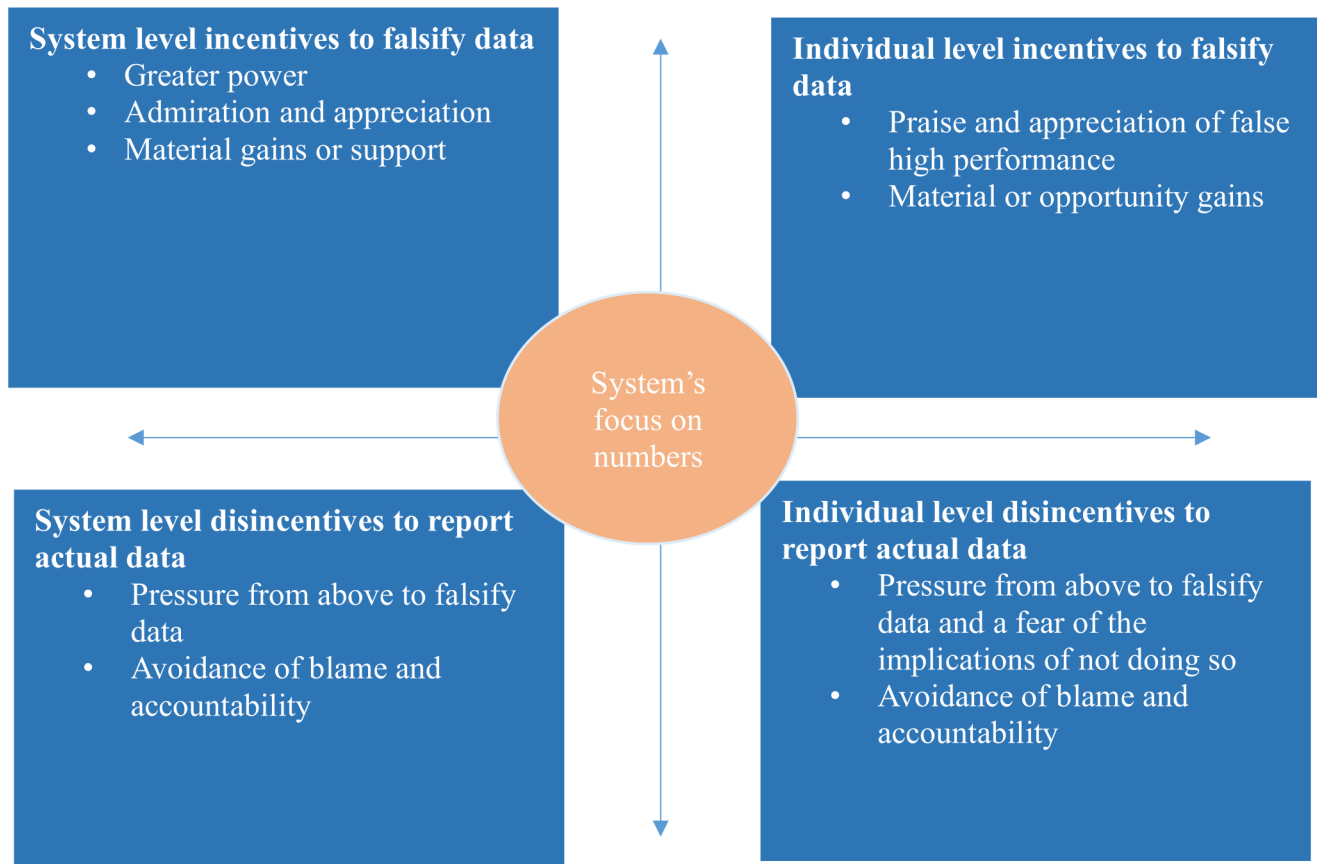 System level incentives to falsify data
• Greater power
• Admiration and appreciation
• Material gains or support
Individual level incentives to falsify
data
• Praise and appreciation of false
high performance
• Material or opportunity gains
System’s
focus on
numbers
System level disincentives to report
actual data
• Pressure from above to falsify
data
• Avoidance of blame and
accountability
Individual level disincentives to
report actual data
• Pressure from above to falsify
data and a fear of the
implications of not doing so
• Avoidance of blame and
accountability